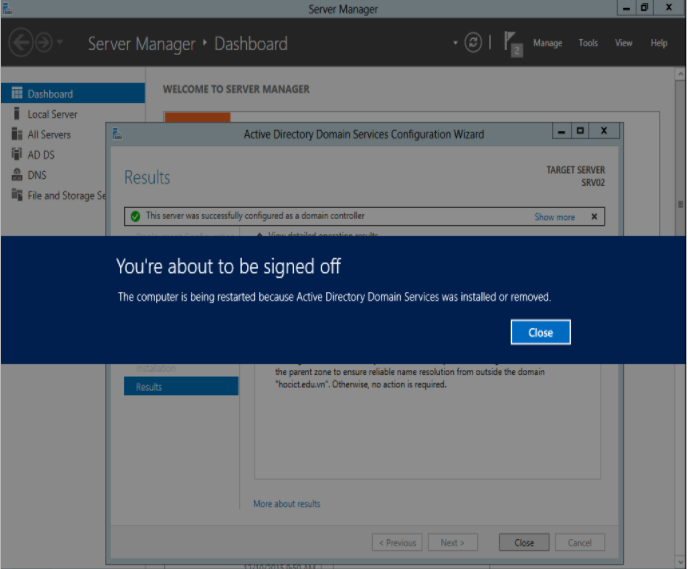 Server Manager
Server Manager • Dashboard
2
Manage Tools View Help
Dashboard
Local Server
All Servers
AD DS
DNS
File and Storage Se
WELCOME TO SERVER MANAGER
Active Directory Domain Services Configuration Wizard
Results
TARGET SERVER
SRV02
This server was successfully configured as a domain controller
Show more
View detailed operation results
You're about to be signed off
The computer is being restarted because Active Directory Domain Services was installed or removed.
Close
Installation
Results
the parent zone to ensure reliable name resolution from outside the domain
"hocict.edu.vn". Otherwise, no action is required.
More about results
< Previous Next > Close Cancel